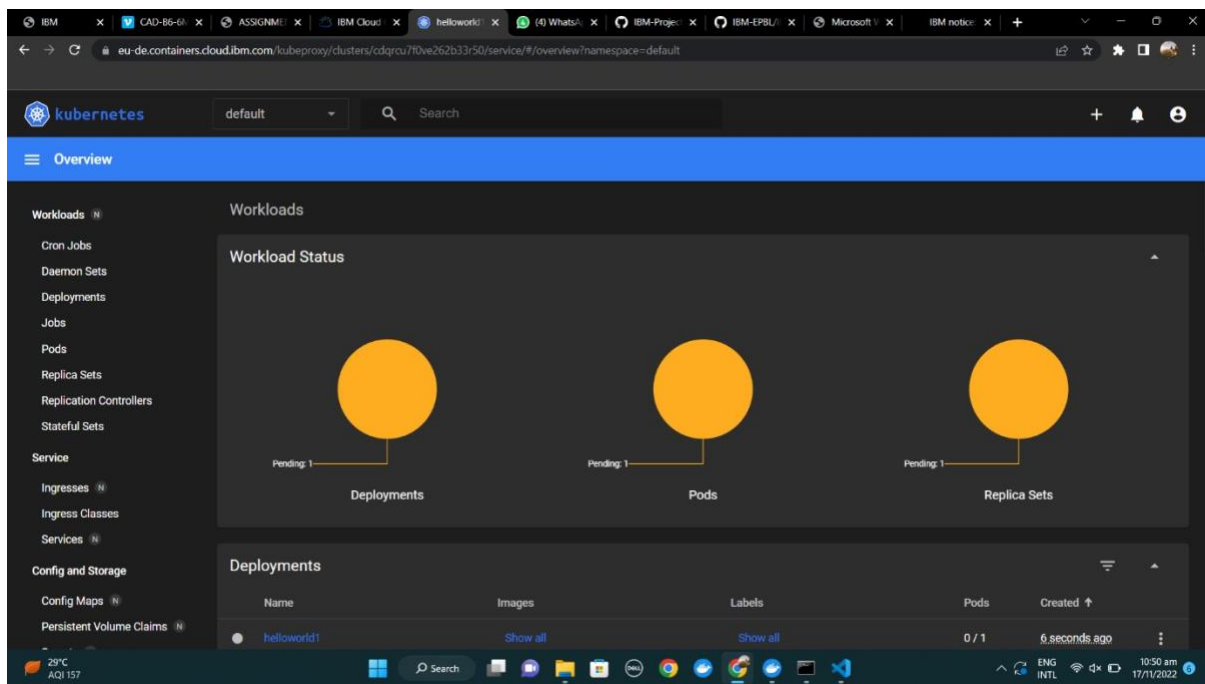 IBM
CAD-B6-6
ASSIGNME
IBM Cloud
helloworld
(4) WhatsA
IBM-Projec
IBM-EPBL/
Microsoft
IBM notice
eu-de.containers.cloud.ibm.com/kubeproxy/clusters/cdqrcu7f0ve262b33r50/service/#/overview?namespace=default
kubernetes
default
Search
Overview
Workloads N
Cron Jobs
Daemon Sets
Deployments
Jobs
Pods
Replica Sets
Replication Controllers
Stateful Sets
Service
Ingresses N
Ingress Classes
Services N
Config and Storage
Config Maps N
Persistent Volume Claims N
Workloads
Workload Status
Pending: 1
Deployments
Pending: 1
Pods
Pending: 1
Replica Sets
Deployments
Name Images Labels Pods Created
helloworld1 Show all Show all 0 / 1 6 seconds ago
29°C
AQI 157
Search
DELL
ENG
INTL
10:50 am
17/11/2022
6